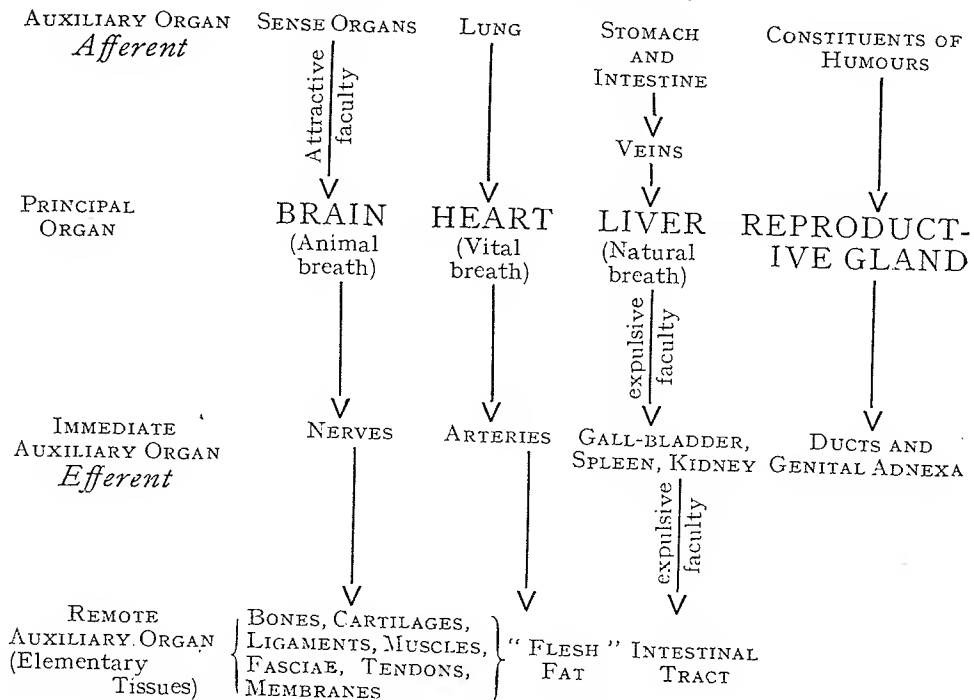 AUXILIARY ORGAN
Afferent
SENSE ORGANS
LUNG
STOMACH
AND
INTESTINE
CONSTITUENTS OF
HUMOURS
Attractive
faculty
VEINS
PRINCIPAL
ORGAN
BRAIN
(Animal
breath)
HEART
(Vital
breath)
LIVER
(Natural
breath)
REPRODUCT-
IVE GLAND
expulsive
faculty
IMMEDIATE
AUXILIARY ORGAN
Efferent
NERVES
ARTERIES
GALL-BLADDER,
SPLEEN, KIDNEY
DUCTS AND
GENITAL ADNEXA
expulsive
faculty
REMOTE
AUXILIARY ORGAN
(Elementary
Tissues)
BONES, CARTILAGES,
LIGAMENTS, MUSCLES,
FASCIAE, TENDONS,
MEMBRANES
"FLESH"
FAT
INTESTINAL
TRACT